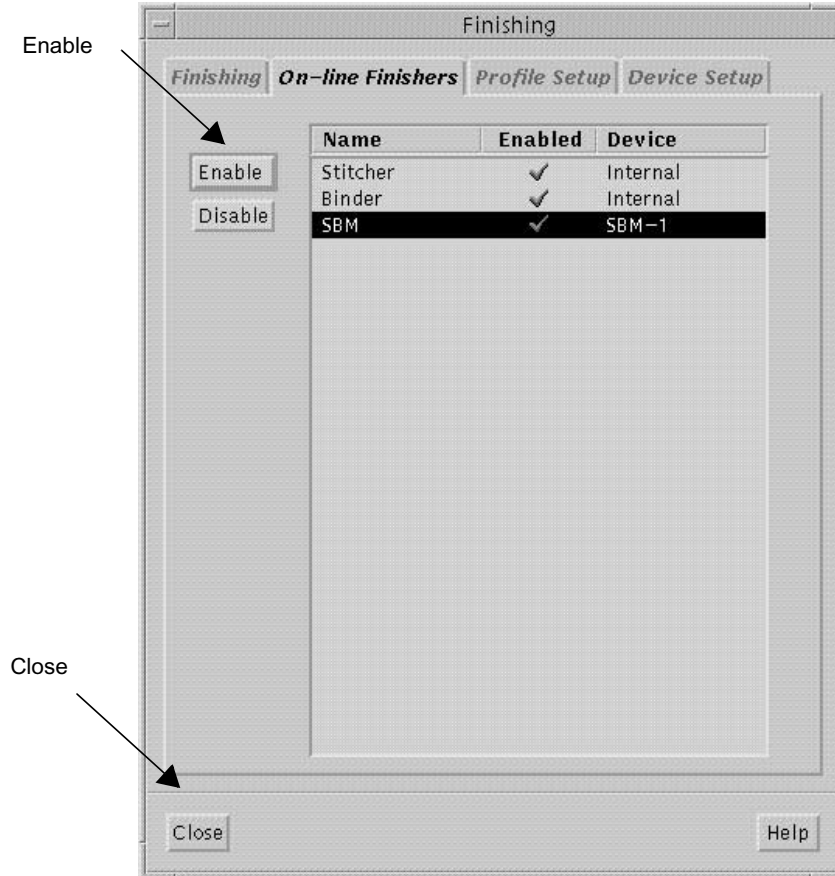 Finishing
Enable
Finishing On-line Finishers Profile Setup Device Setup
Name Enabled Device
Enable
Disable
Stitcher ✓ Internal
Binder ✓ Internal
SBM ✓ SBM-1
Close
Close
Help